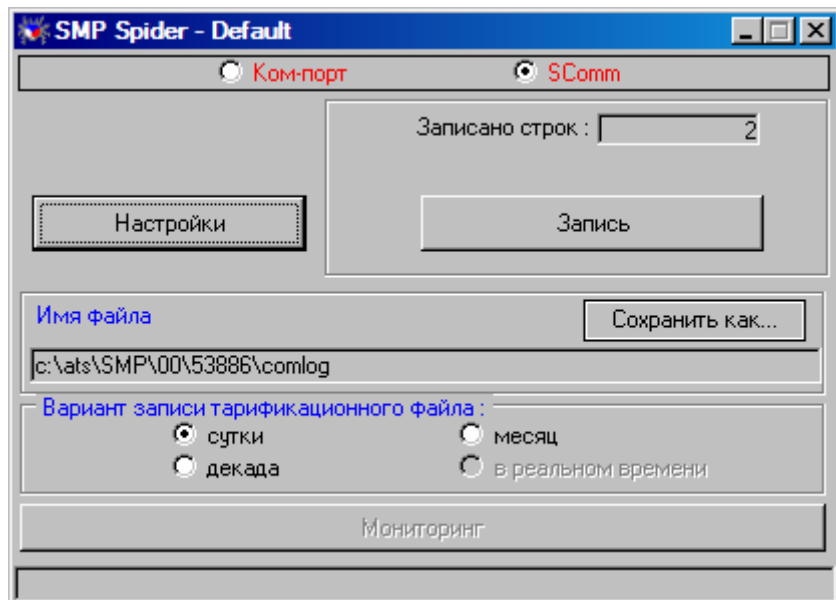 SMP Spider - Default
Ком-порт SComm
Записано строк : 2
Настройки Запись
Имя файла Сохранить как...
c:\ats\SMP\00\53886\comlog
Вариант записи тарификационного файла :
сутки месяц
декада в реальном времени
Мониторинг